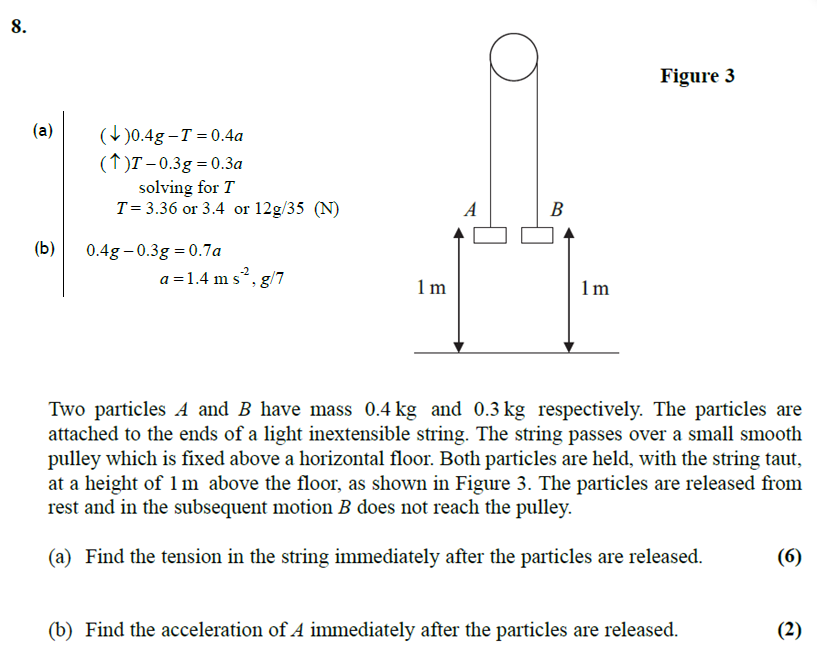 8.
Figure 3
(a) (↓)0.4g – T = 0.4a
(↑)T – 0.3g = 0.3a
solving for T
T = 3.36 or 3.4 or 12g/35 (N)
(b) 0.4g – 0.3g = 0.7a
a = 1.4 m s⁻², g/7
A B
1 m 1 m
Two particles A and B have mass 0.4 kg and 0.3 kg respectively. The particles are
attached to the ends of a light inextensible string. The string passes over a small smooth
pulley which is fixed above a horizontal floor. Both particles are held, with the string taut,
at a height of 1 m above the floor, as shown in Figure 3. The particles are released from
rest and in the subsequent motion B does not reach the pulley.
(a) Find the tension in the string immediately after the particles are released. (6)
(b) Find the acceleration of A immediately after the particles are released. (2)